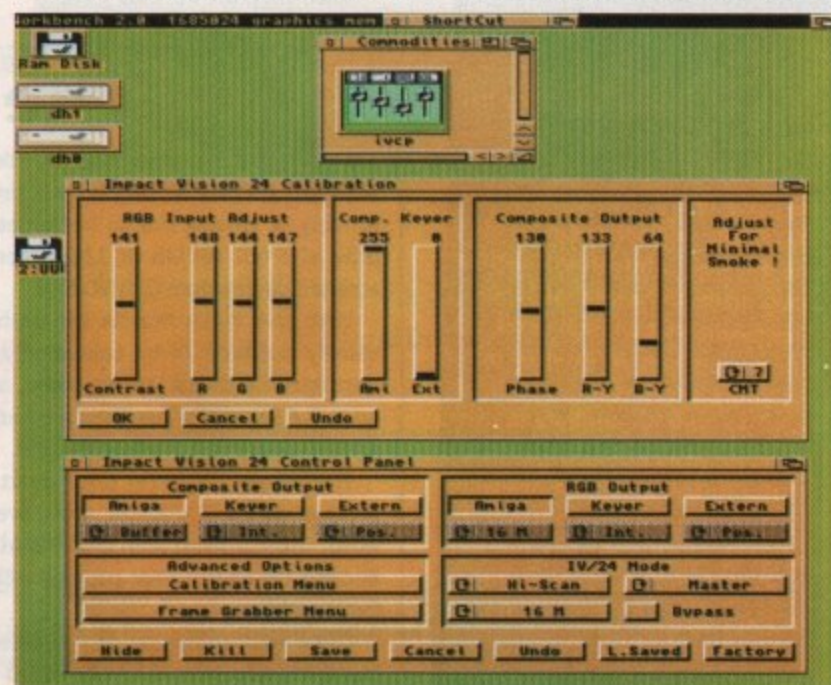 Workbench 2.0 1685024 graphics mem ShortCut
Ram Disk
Commodities
dh1
ivcp
dh0
Impact Vision 24 Calibration
RGB Input Adjust
141 148 144 147
Contrast R G B
Comp. Keyer
255 0
Ami Ext
Composite Output
130 133 64
Phase R-Y B-Y
Adjust
For
Minimal
Smoke !
?
CMT
OK Cancel Undo
Impact Vision 24 Control Panel
Composite Output
Amiga Keyer Extern
Buffer Int. Pos.
RGB Output
Amiga Keyer Extern
16 M Int. Pos.
Advanced Options
Calibration Menu
Frame Grabber Menu
IV/24 Mode
Hi-Scan Master
16 M Bypass
Hide Kill Save Cancel Undo L.Saved Factory